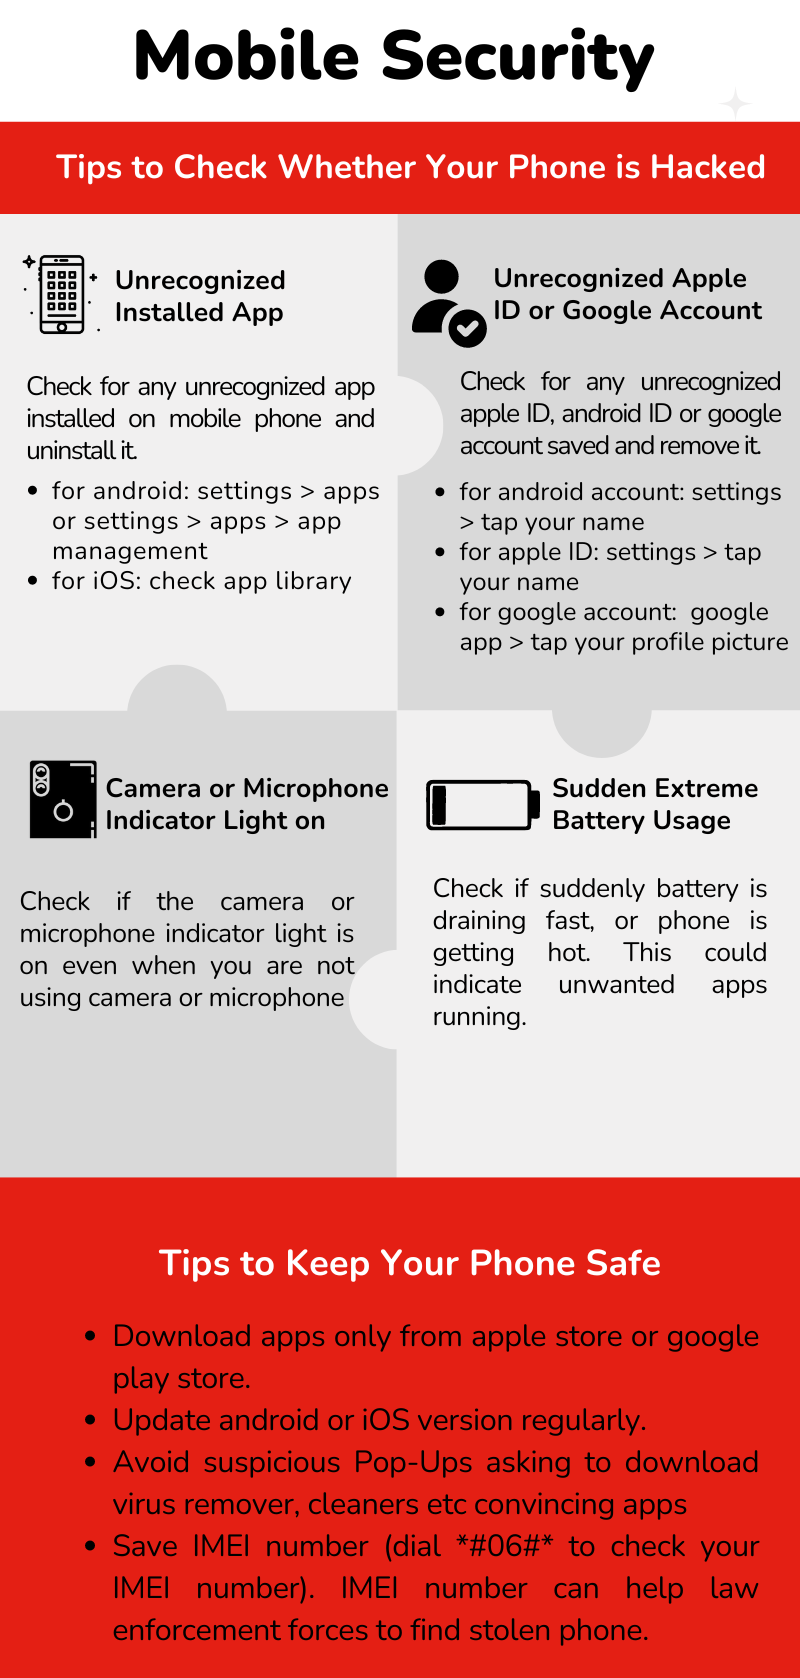 Mobile Security
Tips to Check Whether Your Phone is Hacked
Unrecognized
Installed App
Check for any unrecognized app
installed on mobile phone and
uninstall it.
• for android: settings > apps
or settings > apps > app
management
• for iOS: check app library
Unrecognized Apple
ID or Google Account
Check for any unrecognized
apple ID, android ID or google
account saved and remove it.
• for android account: settings
> tap your name
• for apple ID: settings > tap
your name
• for google account: google
app > tap your profile picture
Camera or Microphone
Indicator Light on
Check if the camera or
microphone indicator light is
on even when you are not
using camera or microphone
Sudden Extreme
Battery Usage
Check if suddenly battery is
draining fast, or phone is
getting hot. This could
indicate unwanted apps
running.
Tips to Keep Your Phone Safe
• Download apps only from apple store or google
play store.
• Update android or iOS version regularly.
• Avoid suspicious Pop-Ups asking to download
virus remover, cleaners etc convincing apps
• Save IMEI number (dial *#06#* to check your
IMEI number). IMEI number can help law
enforcement forces to find stolen phone.